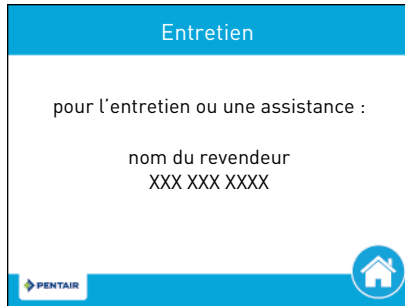 Entretien
pour l'entretien ou une assistance :
nom du revendeur
XXX XXX XXXX
PENTAIR